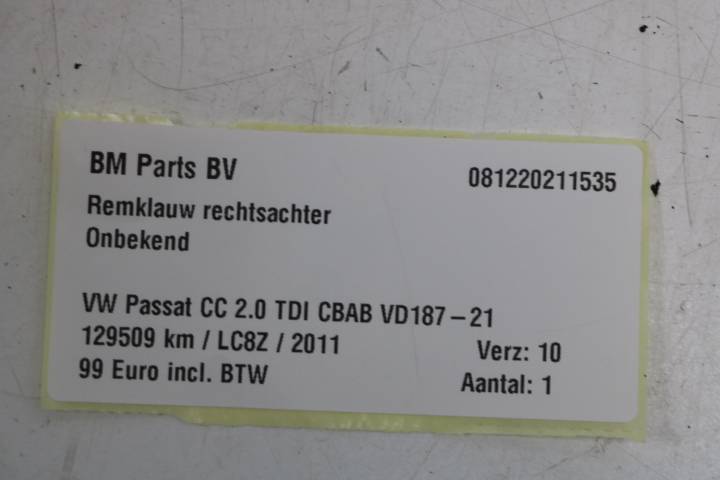 BM Parts BV 081220211535
Remklauw rechtsachter
Onbekend
VW Passat CC 2.0 TDI CBAB VD187-21
129509 km / LC8Z / 2011 Verz: 10
99 Euro incl. BTW Aantal: 1